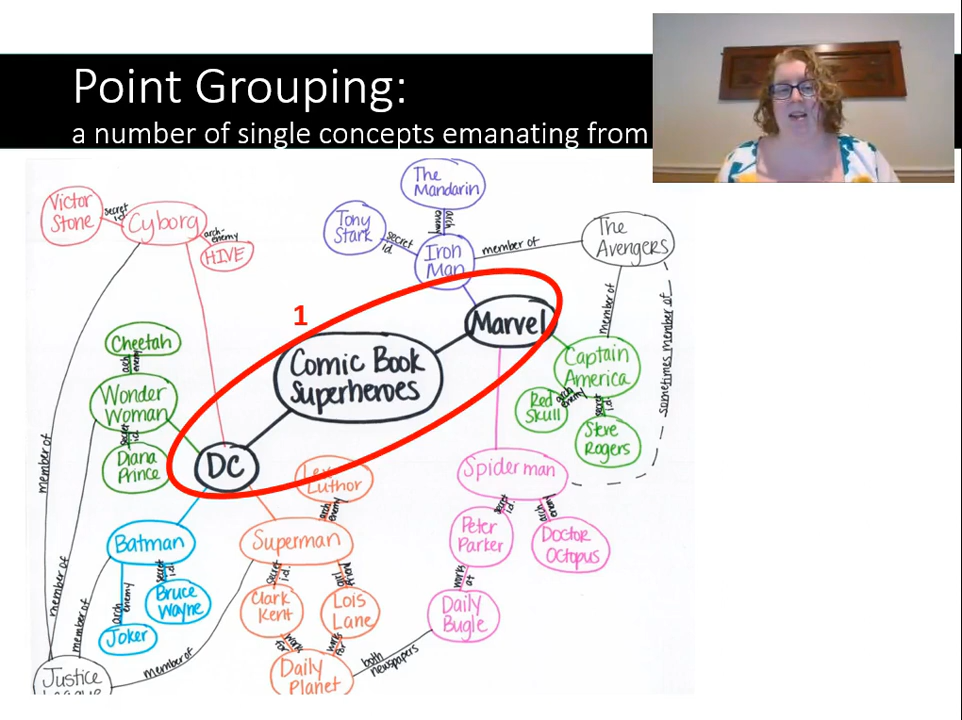 Point Grouping:
a number of single concepts emanating from
The
Mandarin
arch
enemy
Victor
Stone
secret
id.
Cyborg
arch-
enemy
HIVE
Tony
Stark
secret
id.
Iron
Man
member of
The
Avengers
1
Marvel
member of
sometimes member of
Comic Book
Superheroes
Cheetah
arch
enemy
Wonder
Woman
secret
id.
Diana
Prince
Captain
America
Red
Skull
arch
enemy
secret
id.
Steve
Rogers
DC
Lex
Luthor
arch
enemy
Spiderman
secret
id.
arch
enemy
member of
Batman
Superman
Peter
Parker
Doctor
Octopus
arch
enemy
secret
id.
Bruce
Wayne
Joker
secret
id.
Clark
Kent
Lois
Lane
works
at
Daily
Bugle
member of
member of
member of
works
for
works
for
Daily
Planet
both
newspapers
Justice
League